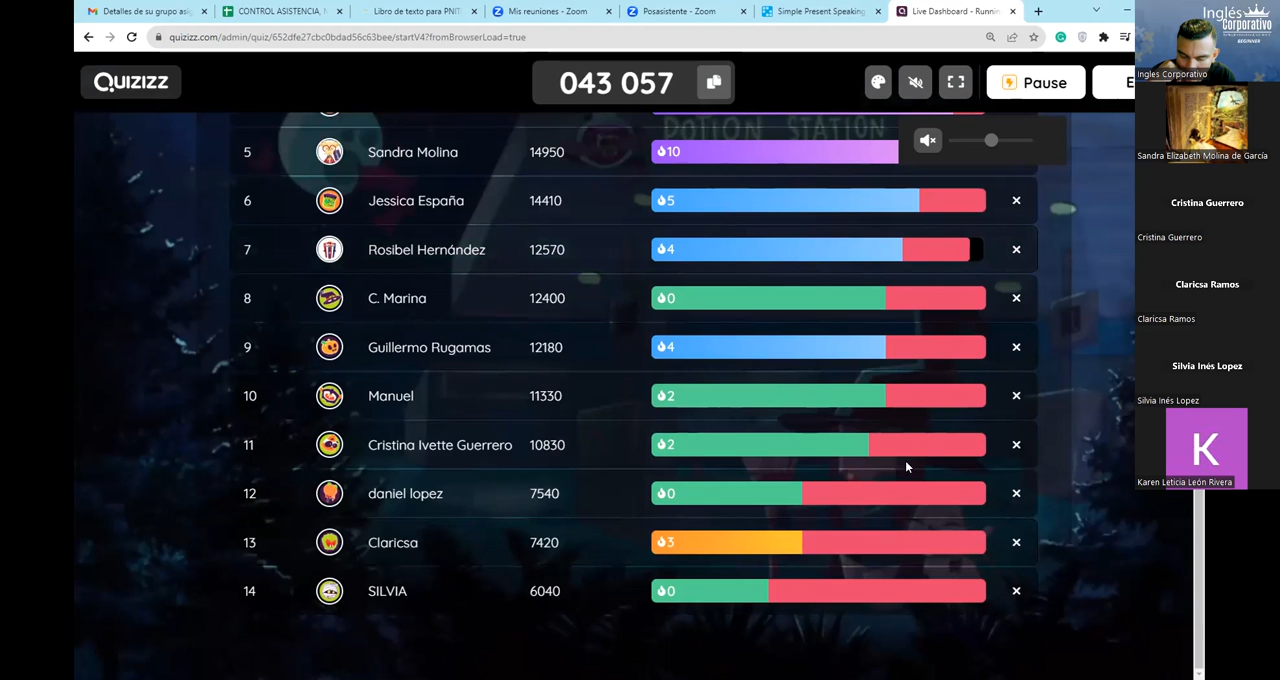 Detalles de su grupo asig
CONTROL ASISTENCIA,
Libro de texto para PNIT
Mis reuniones - Zoom
Posasistente - Zoom
Simple Present Speaking
Live Dashboard - Runnin
quizizz.com/admin/quiz/652dfe27cbc0bdad56c63bee/startV4?fromBrowserLoad=true
Quizizz
043 057
Pause
E
POTION STATION
5 Sandra Molina 14950 10
6 Jessica España 14410 5
7 Rosibel Hernández 12570 4
8 C. Marina 12400 0
9 Guillermo Rugamas 12180 4
10 Manuel 11330 2
11 Cristina Ivette Guerrero 10830 2
12 daniel lopez 7540 0
13 Claricsa 7420 3
14 SILVIA 6040 0
Inglés
Corporativo
BEGINNER
Ingles Corporativo
Sandra Elizabeth Molina de García
Cristina Guerrero
Cristina Guerrero
Claricsa Ramos
Claricsa Ramos
Silvia Inés Lopez
Silvia Inés Lopez
K
Karen Leticia León Rivera